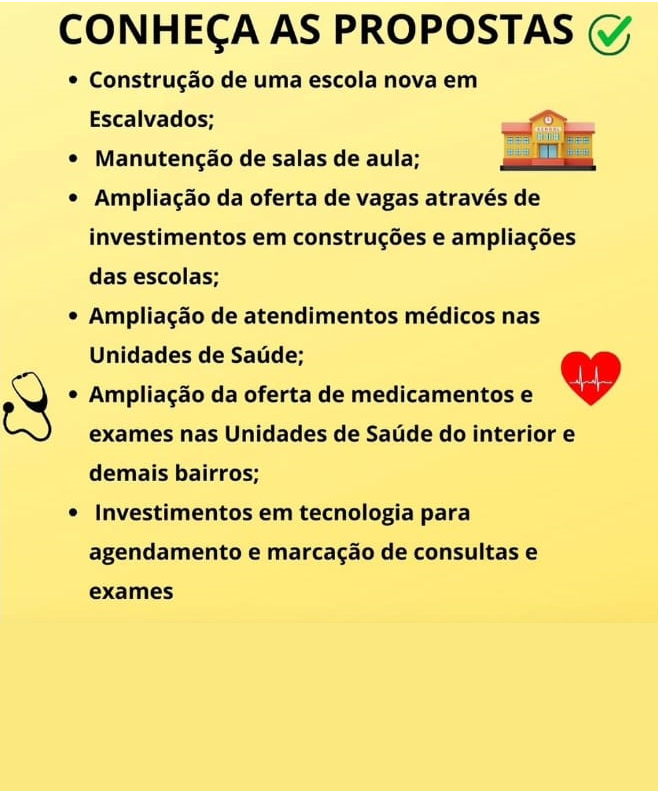 CONHEÇA AS PROPOSTAS
• Construção de uma escola nova em
Escalvados;
SCHOOL
• Manutenção de salas de aula;
• Ampliação da oferta de vagas através de
investimentos em construções e ampliações
das escolas;
• Ampliação de atendimentos médicos nas
Unidades de Saúde;
• Ampliação da oferta de medicamentos e
exames nas Unidades de Saúde do interior e
demais bairros;
• Investimentos em tecnologia para
agendamento e marcação de consultas e
exames